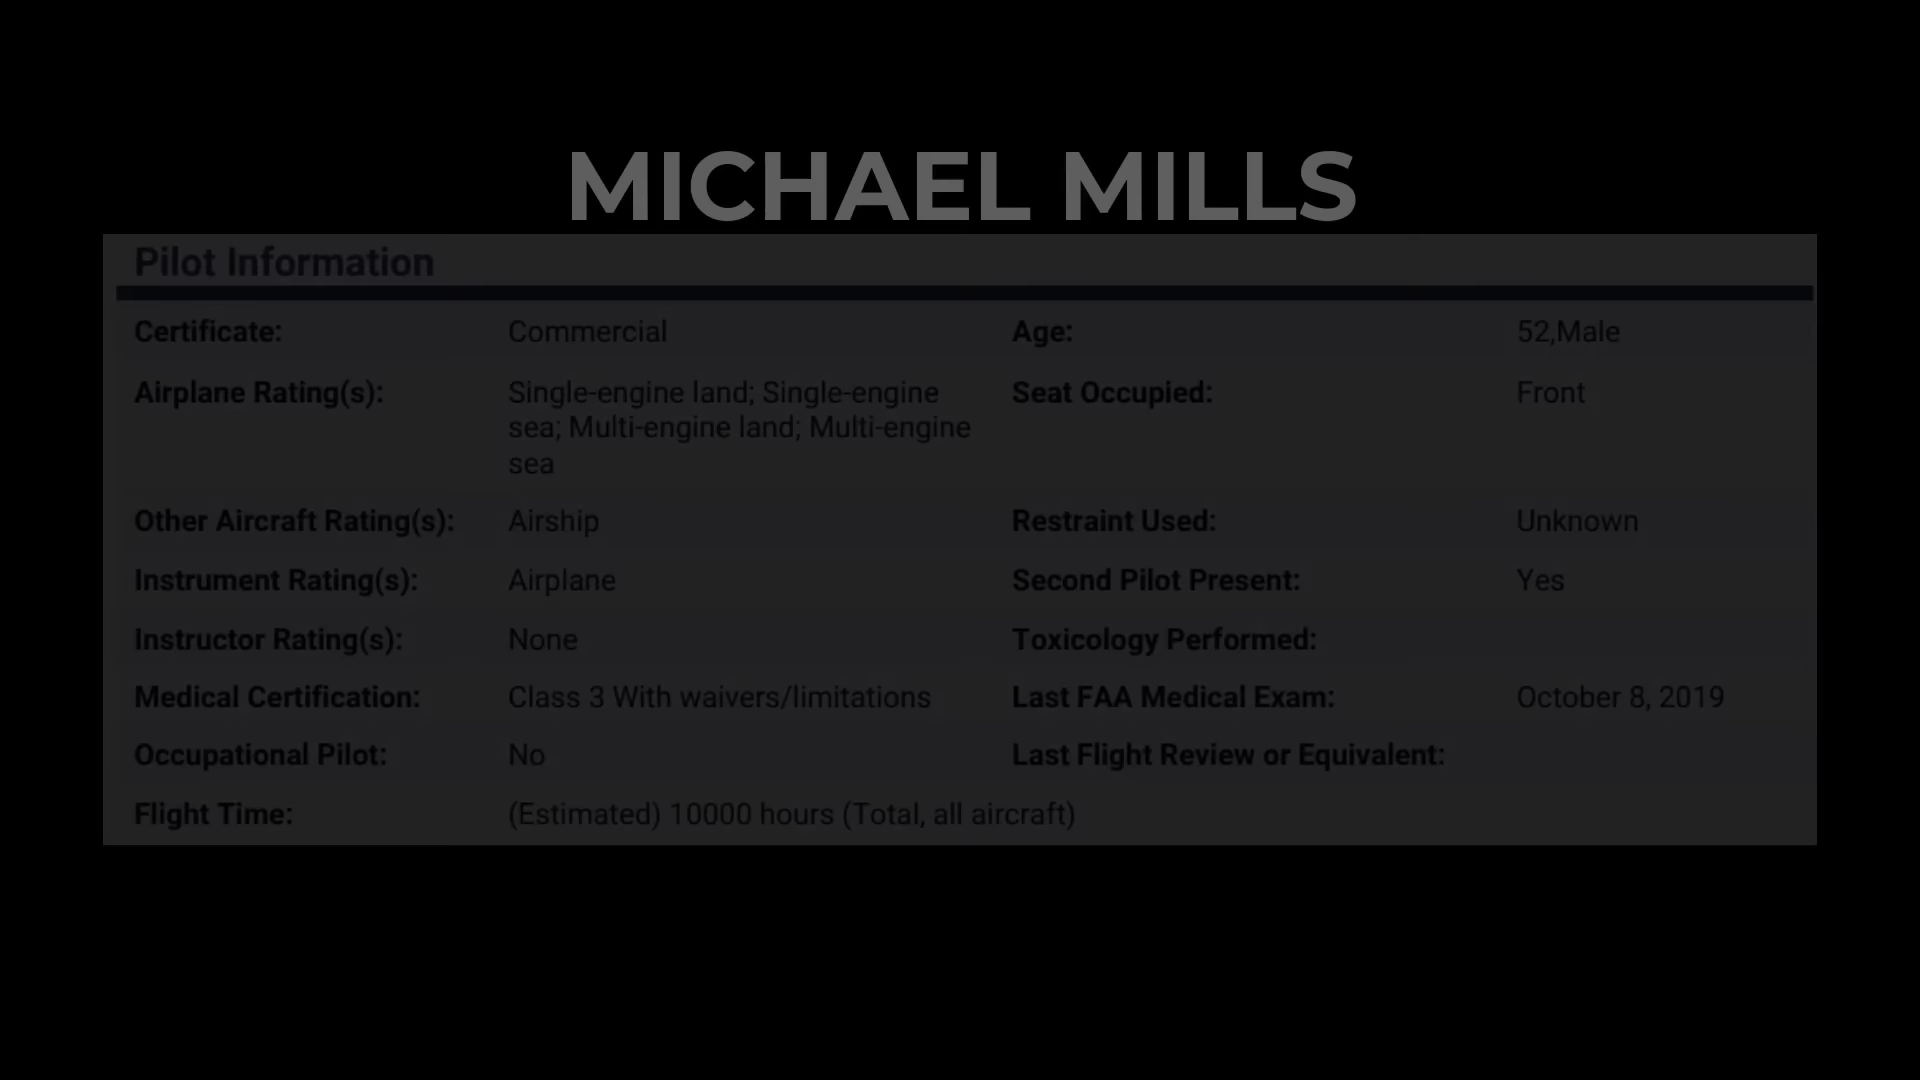 MICHAEL MILLS
Pilot Information
Certificate: Commercial Age: 52,Male
Airplane Rating(s): Single-engine land; Single-engine Seat Occupied: Front
sea; Multi-engine land; Multi-engine
sea
Other Aircraft Rating(s): Airship Restraint Used: Unknown
Instrument Rating(s): Airplane Second Pilot Present: Yes
Instructor Rating(s): None Toxicology Performed:
Medical Certification: Class 3 With waivers/limitations Last FAA Medical Exam: October 8, 2019
Occupational Pilot: No Last Flight Review or Equivalent:
Flight Time: (Estimated) 10000 hours (Total, all aircraft)